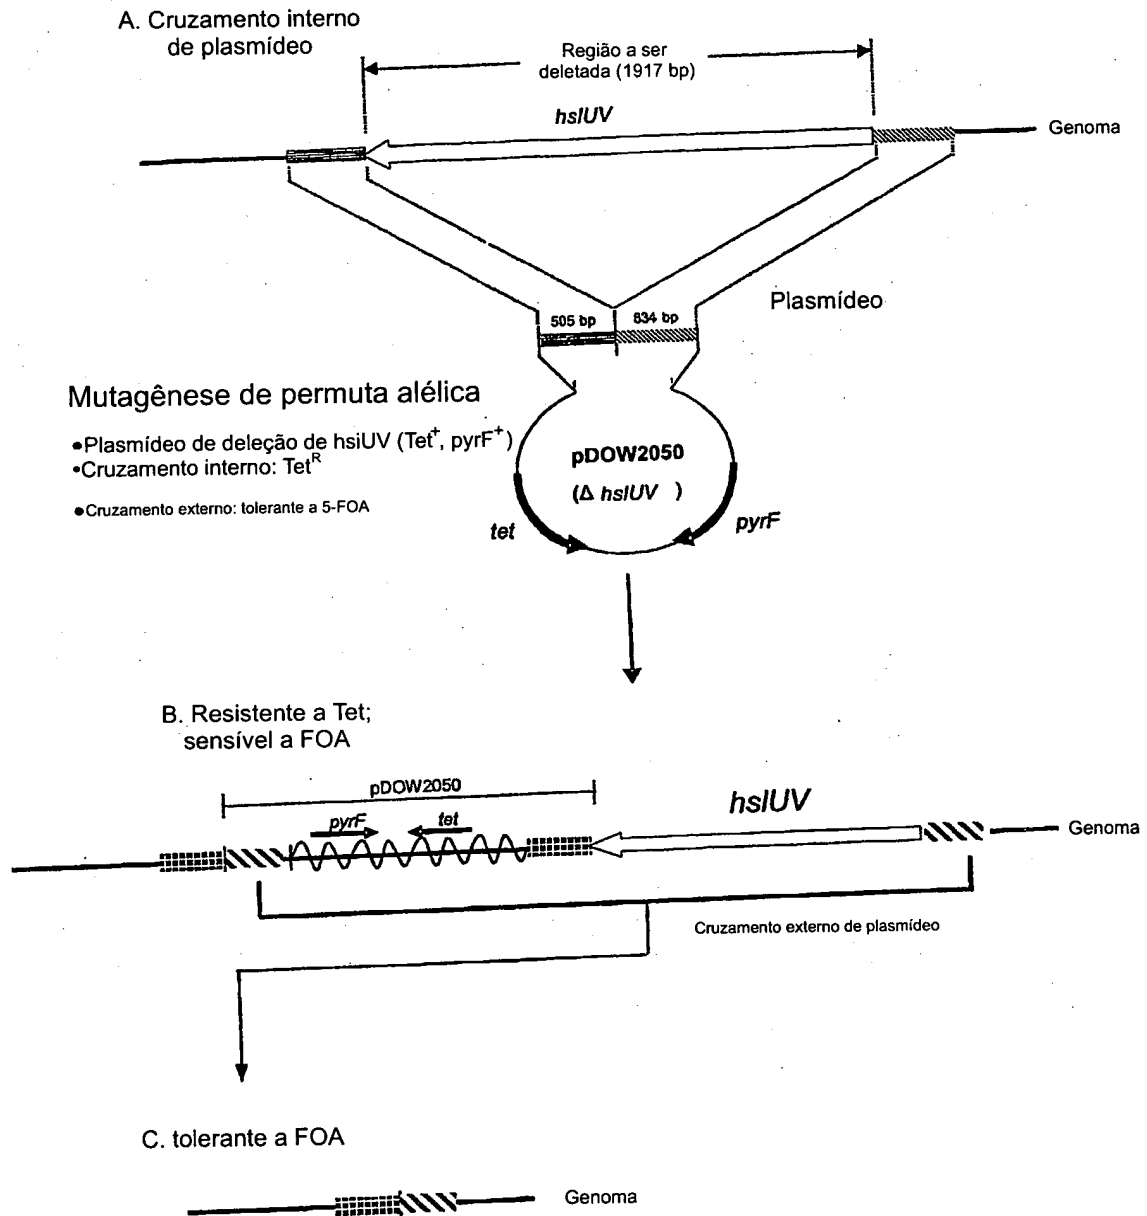 A. Cruzamento interno
de plasmídeo
Região a ser
deletada (1917 bp)
hslUV
Genoma
505 bp
834 bp
Plasmídeo
Mutagênese de permuta alélica
•Plasmídeo de deleção de hsiUV (Tet+, pyrF+)
•Cruzamento interno: TetR
•Cruzamento externo: tolerante a 5-FOA
pDOW2050
(Δ hslUV )
tet
pyrF
B. Resistente a Tet;
sensível a FOA
pDOW2050
pyrF
tet
hslUV
Genoma
Cruzamento externo de plasmídeo
C. tolerante a FOA
Genoma